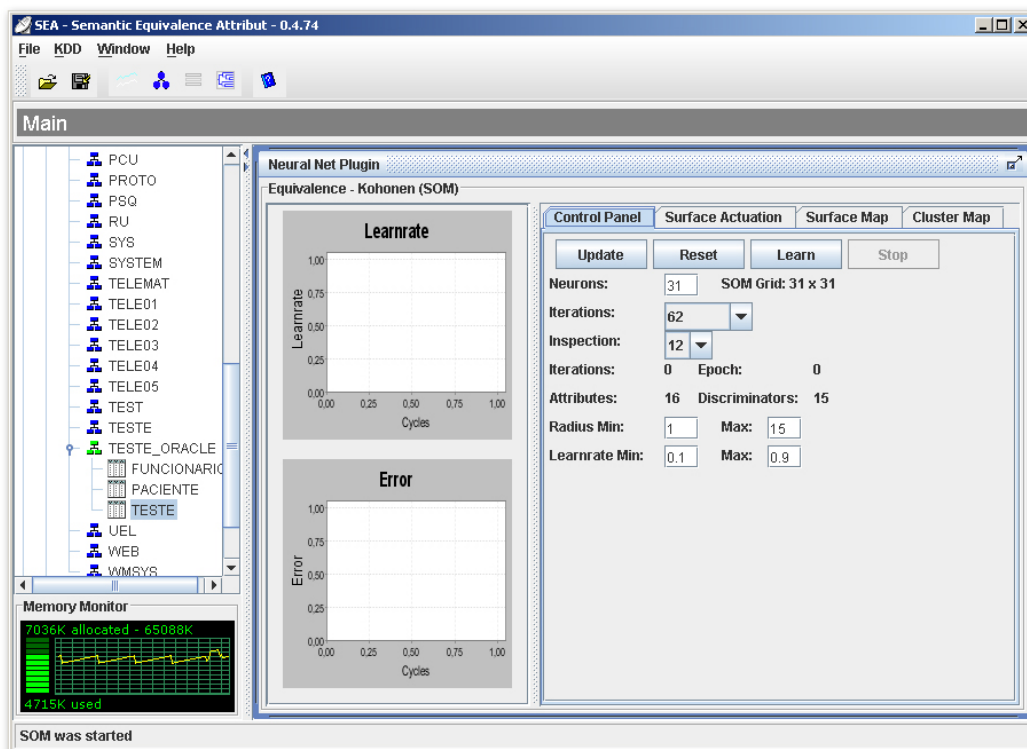 SEA - Semantic Equivalence Attribut - 0.4.74
File KDD Window Help
Main
PCU
PROTO
PSQ
RU
SYS
SYSTEM
TELEMAT
TELE01
TELE02
TELE03
TELE04
TELE05
TEST
TESTE
TESTE_ORACLE
FUNCIONARIO
PACIENTE
TESTE
UEL
WEB
WMSYS
Memory Monitor
7036K allocated - 65088K
4715K used
Neural Net Plugin
Equivalence - Kohonen (SOM)
Learnrate
Learnrate
1,00
0,75
0,50
0,25
0,00
0,00 0,25 0,50 0,75 1,00
Cycles
Error
Error
1,00
0,75
0,50
0,25
0,00
0,00 0,25 0,50 0,75 1,00
Cycles
Control Panel Surface Actuation Surface Map Cluster Map
Update Reset Learn Stop
Neurons: 31 SOM Grid: 31 x 31
Iterations: 62
Inspection: 12
Iterations: 0 Epoch: 0
Attributes: 16 Discriminators: 15
Radius Min: 1 Max: 15
Learnrate Min: 0.1 Max: 0.9
SOM was started